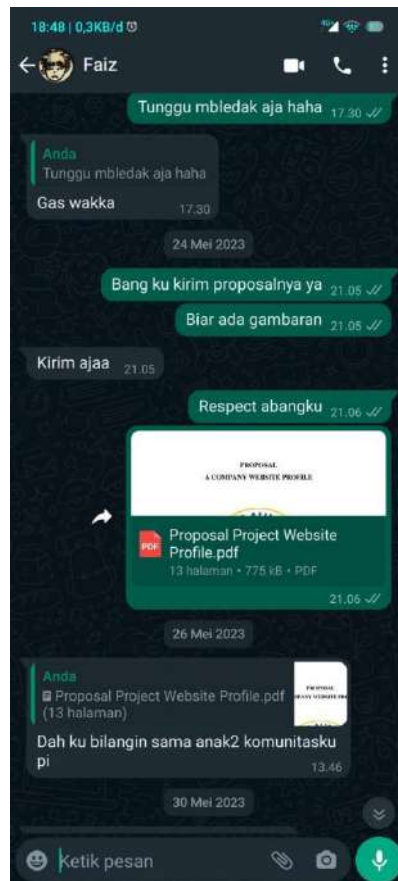 18:48 | 0,3KB/d
4G
Faiz
Tunggu mbledak aja haha 17.30
Anda
Tunggu mbledak aja haha
Gas wakka 17.30
24 Mei 2023
Bang ku kirim proposalnya ya 21.05
Biar ada gambaran 21.05
Kirim ajaa 21.05
Respect abangku 21.06
PROPOSAL
A COMPANY WEBSITE PROFILE
PDF
Proposal Project Website
Profile.pdf
13 halaman • 775 kB • PDF
21.06
26 Mei 2023
Anda
Proposal Project Website Profile.pdf
(13 halaman)
PROPOSAL
Dah ku bilangin sama anak2 komunitasku
pi 13.46
30 Mei 2023
Ketik pesan